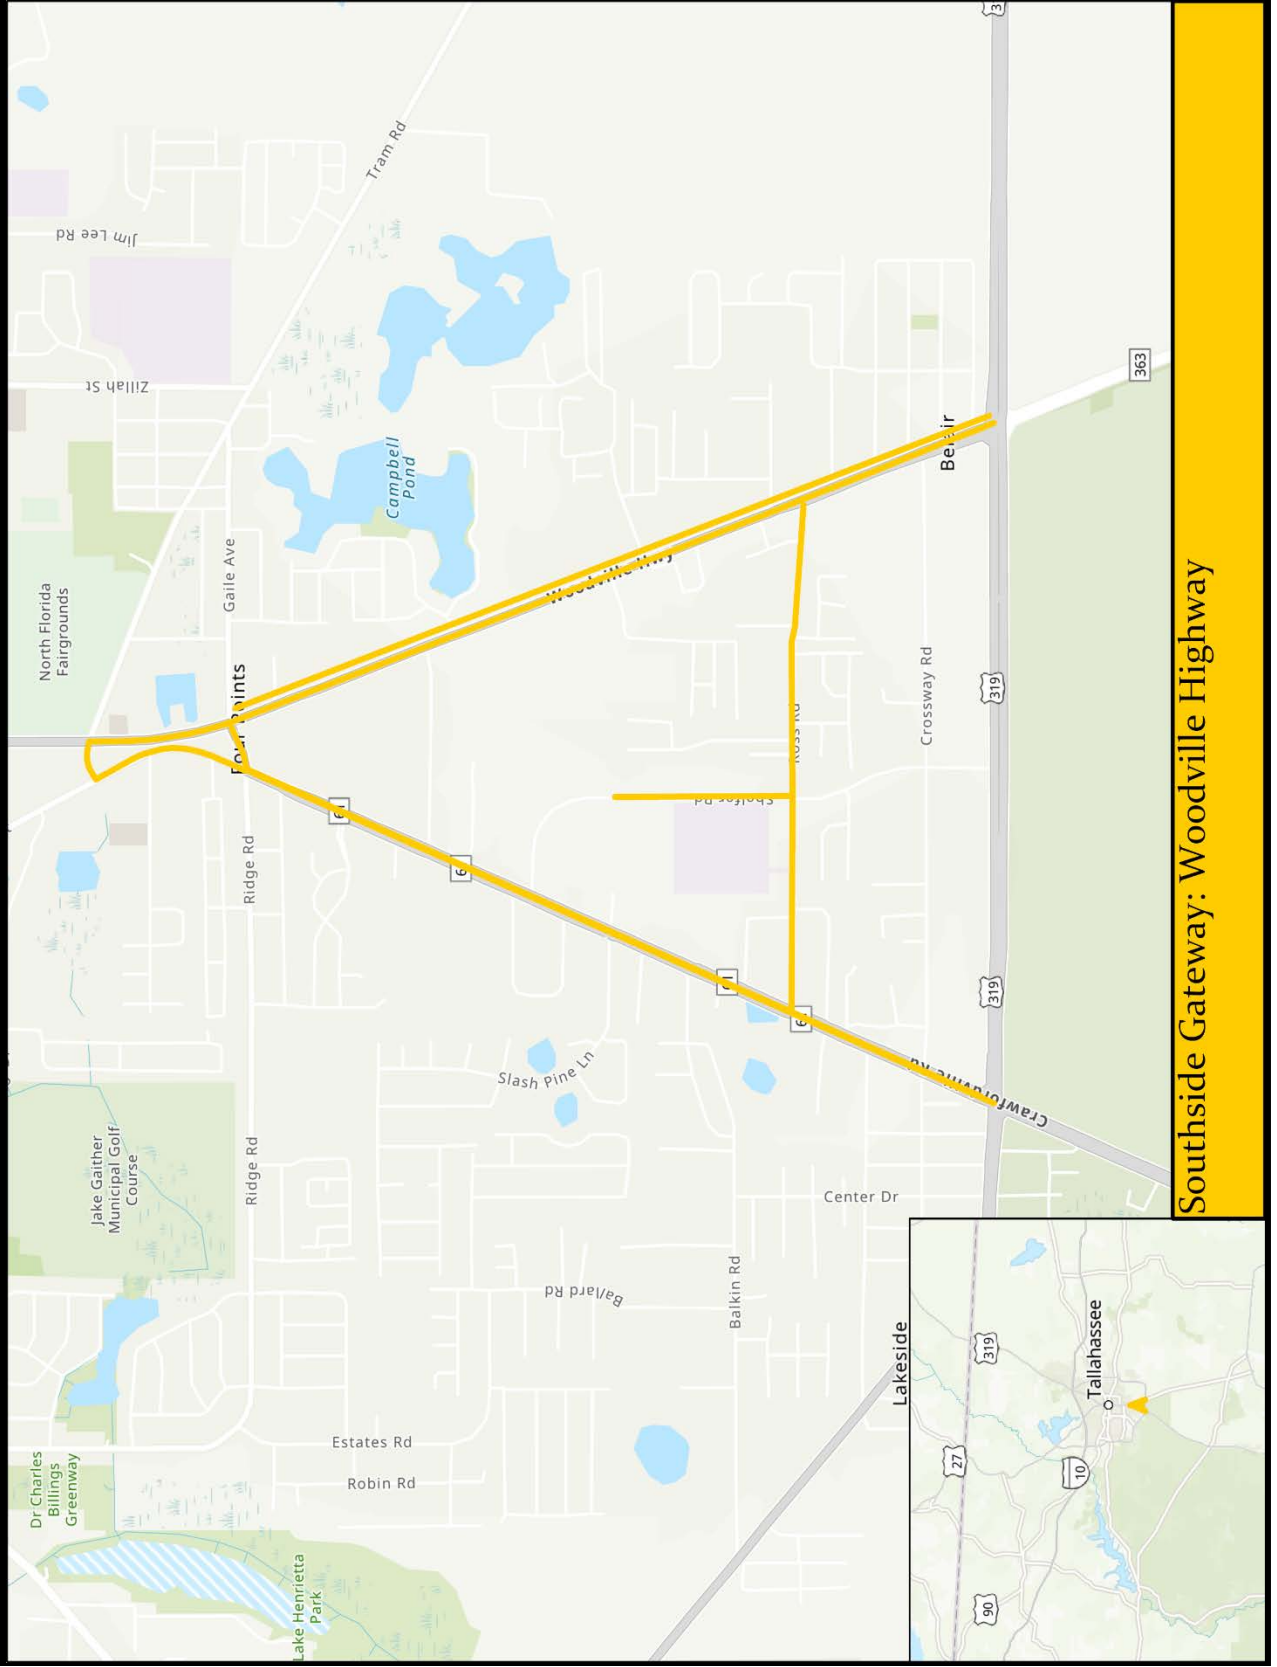 Southside Gateway: Woodville Highway
Dr Charles
Billings
Greenway
Lake Henrietta
Park
Estates Rd
Robin Rd
Jake Gaither
Municipal Golf
Course
Ridge Rd
Ridge Rd
Ballard Rd
Slash Pine Ln
Balkin Rd
Center Dr
Lakeside
North Florida
Fairgrounds
Gaile Ave
Four Points
61
61
61
61
Shelfer Rd
Ross Rd
Crossway Rd
Crawfordville Rd
Woodville Hwy
Campbell
Pond
Zillah St
Jim Lee Rd
Tram Rd
Belair
319
319
363
90
27
319
10
Tallahassee